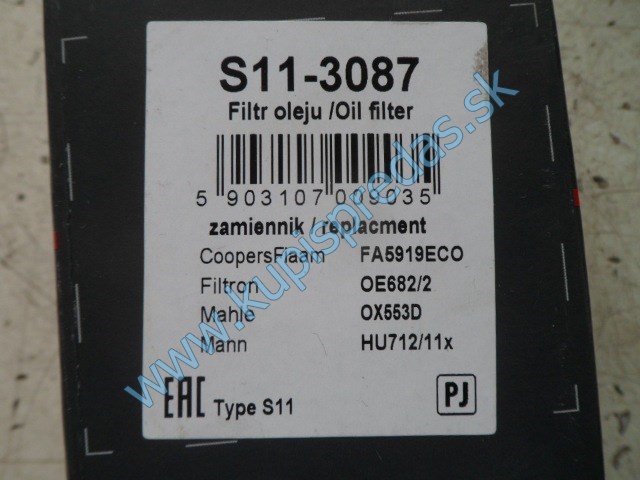 S11-3087
Filtr oleju /Oil filter
5 903107 009035
zamiennik / replacment
CoopersFiaam FA5919ECO
Filtron OE682/2
Mahle OX553D
Mann HU712/11x
EAC Type S11 PJ
www.kupispredas.sk